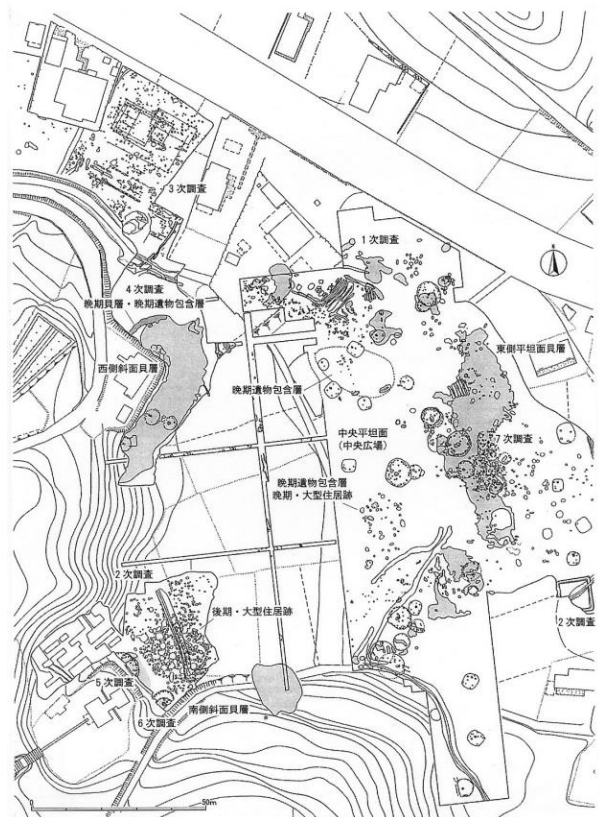 3次調査
1次調査
4次調査
晩期貝層・晩期遺物包含層
西側斜面貝層
東側平坦面貝層
晩期遺物包含層
中央平坦面
(中央広場)
7次調査
晩期遺物包含層
晩期・大型住居跡
2次調査
後期・大型住居跡
2次調査
5次調査
6次調査
南側斜面貝層
0
50m